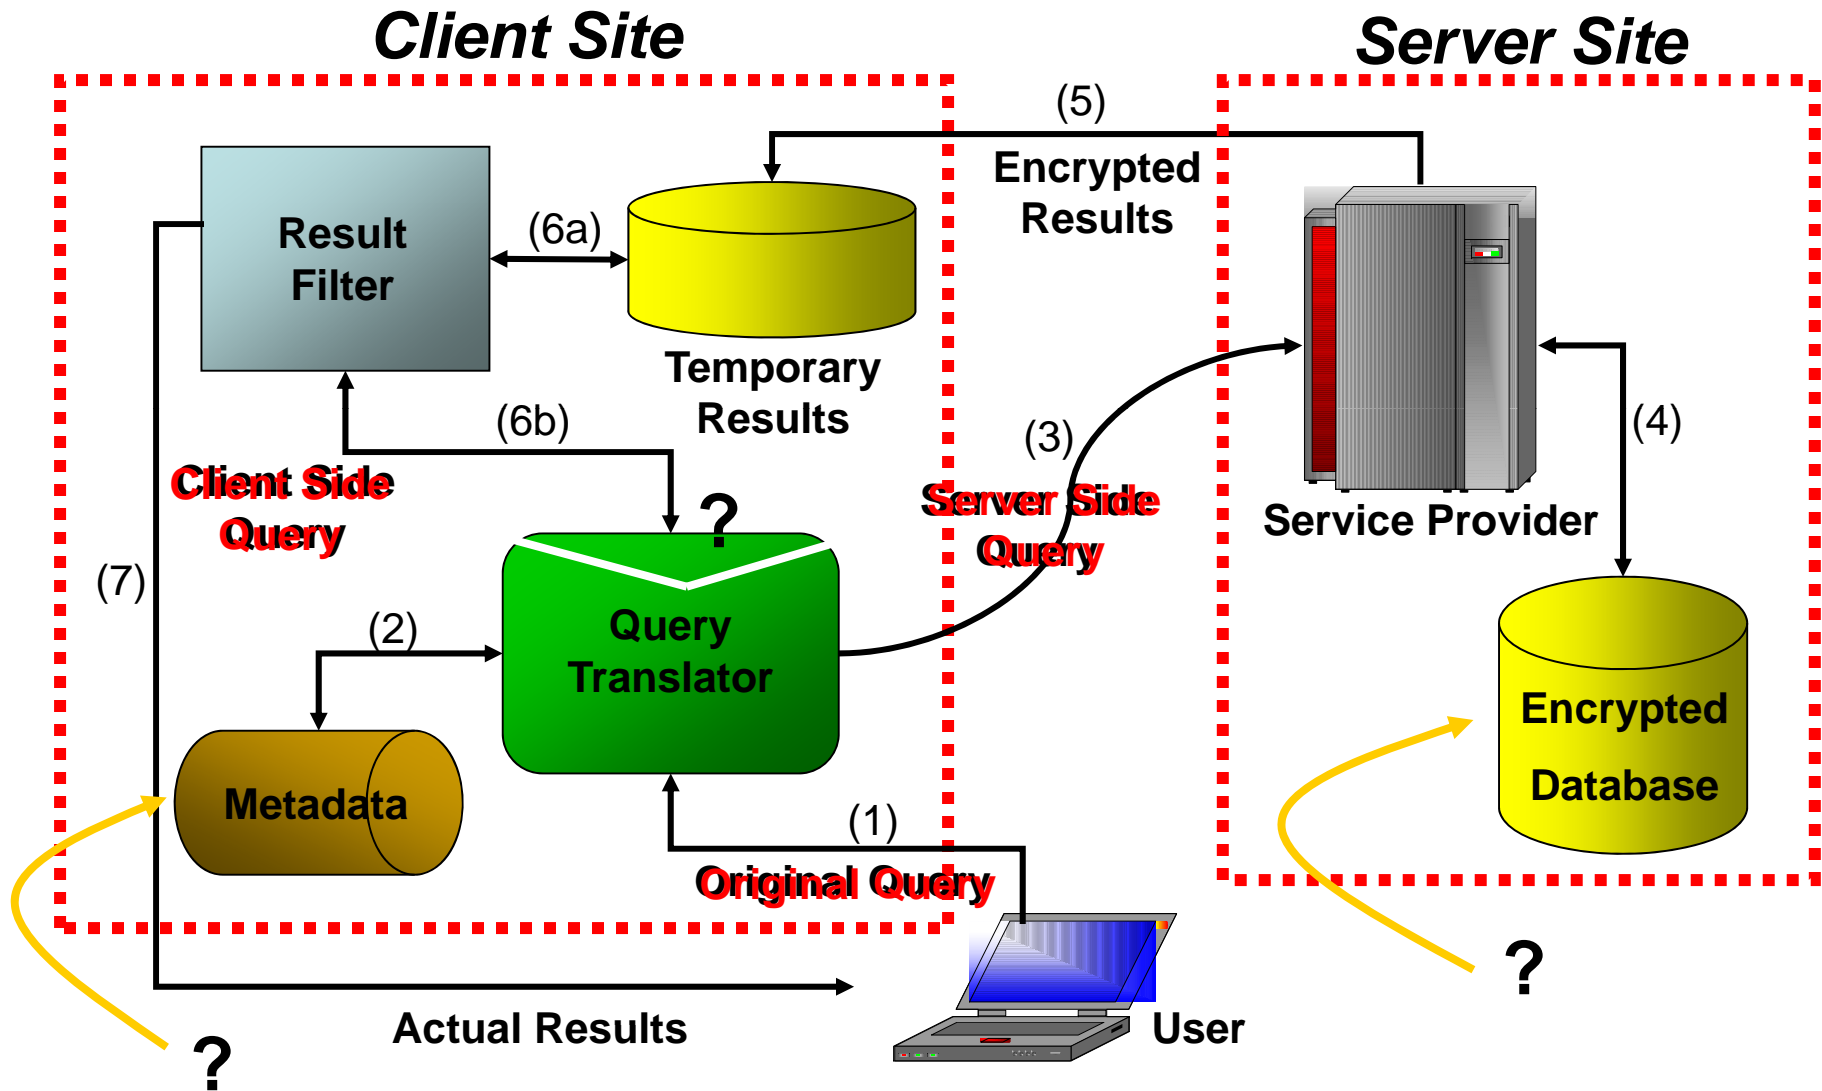 Client Site
Server Site
(5)
Encrypted
Results
Result
Filter
(6a)
Temporary
Results
(6b)
(3)
(4)
Client Side
Query
?
Server Side
Query
Service Provider
(7)
(2)
Query
Translator
Encrypted
Database
Metadata
(1)
Original Query
?
Actual Results
User
?